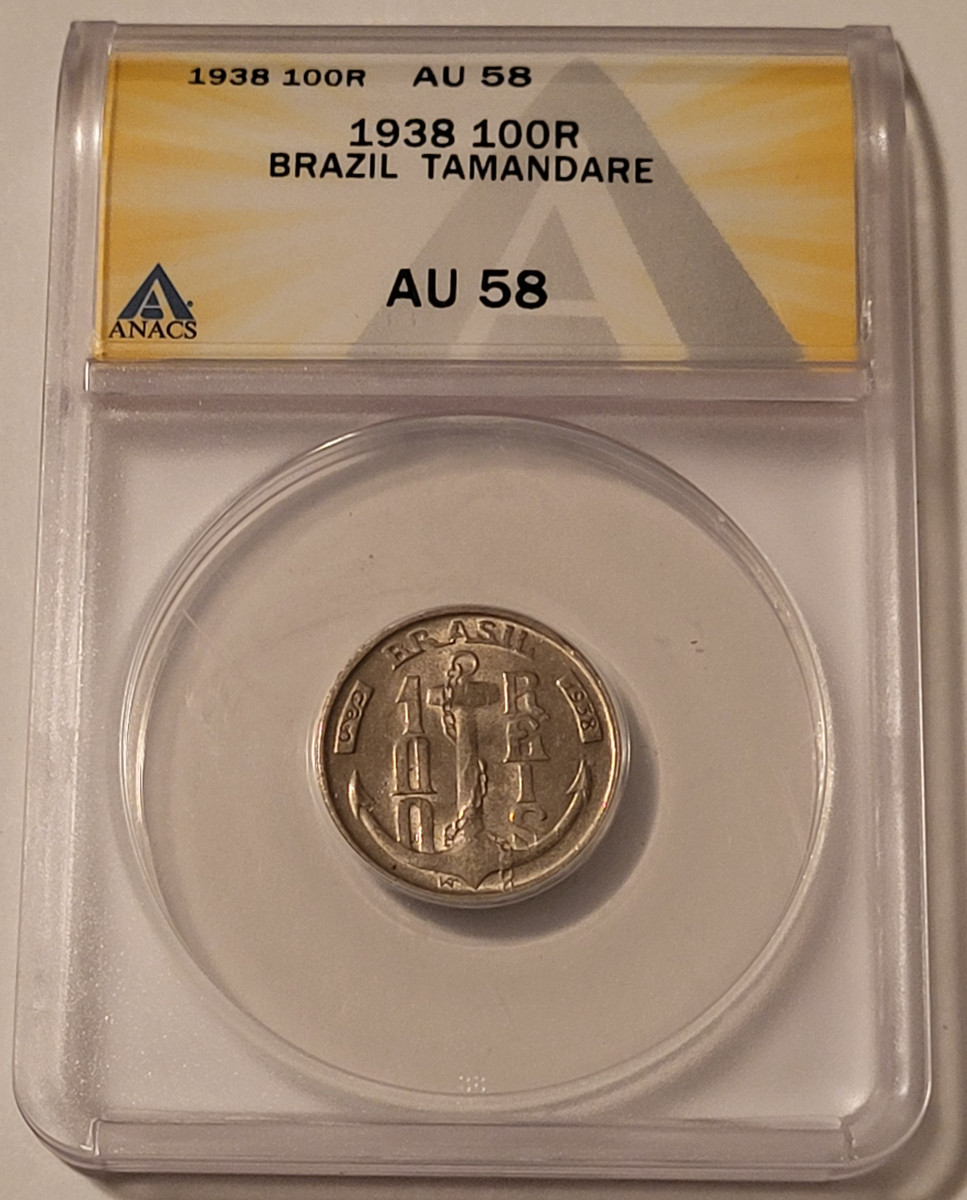 1938 100R AU 58
1938 100R
BRAZIL TAMANDARE
AU 58
ANACS
BRASIL
100 REIS
1938
W